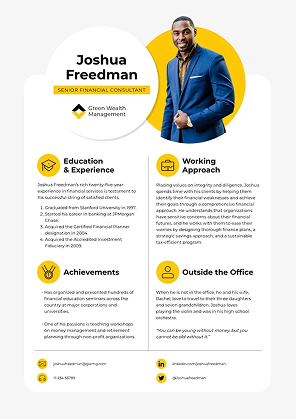 Joshua
Freedman
SENIOR FINANCIAL CONSULTANT
Green Wealth
Management
Education
& Experience
Joshua Freedman's rich twenty-five year
experience in financial services is testament to
his successful string of satisfied clients.
1. Graduated from Stanford University in 1997.
2. Started his career in banking at JPMorgan
Chase.
3. Acquired the Certified Financial Planner
designation in 2004.
4. Acquired the Accredited Investment
Fiduciary in 2009.
Working
Approach
Placing values on integrity and diligence, Joshua
spends time with his clients by helping them
identify their financial weaknesses and achieve
their goals through a comprehensive financial
approach. He understands that organizations
have sensitive concerns about their financial
futures, and he works with them to ease their
worries by designing thorough finance plans, a
strategic savings approach, and a sustainable
tax-efficient program.
Achievements
· Has organized and presented hundreds of
financial education seminars across the
country at major corporations and
universities.
· One of his passions is teaching workshops
on money management and retirement
planning through non-profit organizations.
Outside the Office
When he is not in the office, he and his wife,
Rachel, love to travel to their three daughters
and seven grandchildren. Joshua loves
playing the violin and was in his high school
orchestra.
"You can be young without money, but you
cannot be old without it."
joshuafreedman@gwmg.com
+1 234 56789
linkedin.com/joshuafreedman
@Joshuafreedman